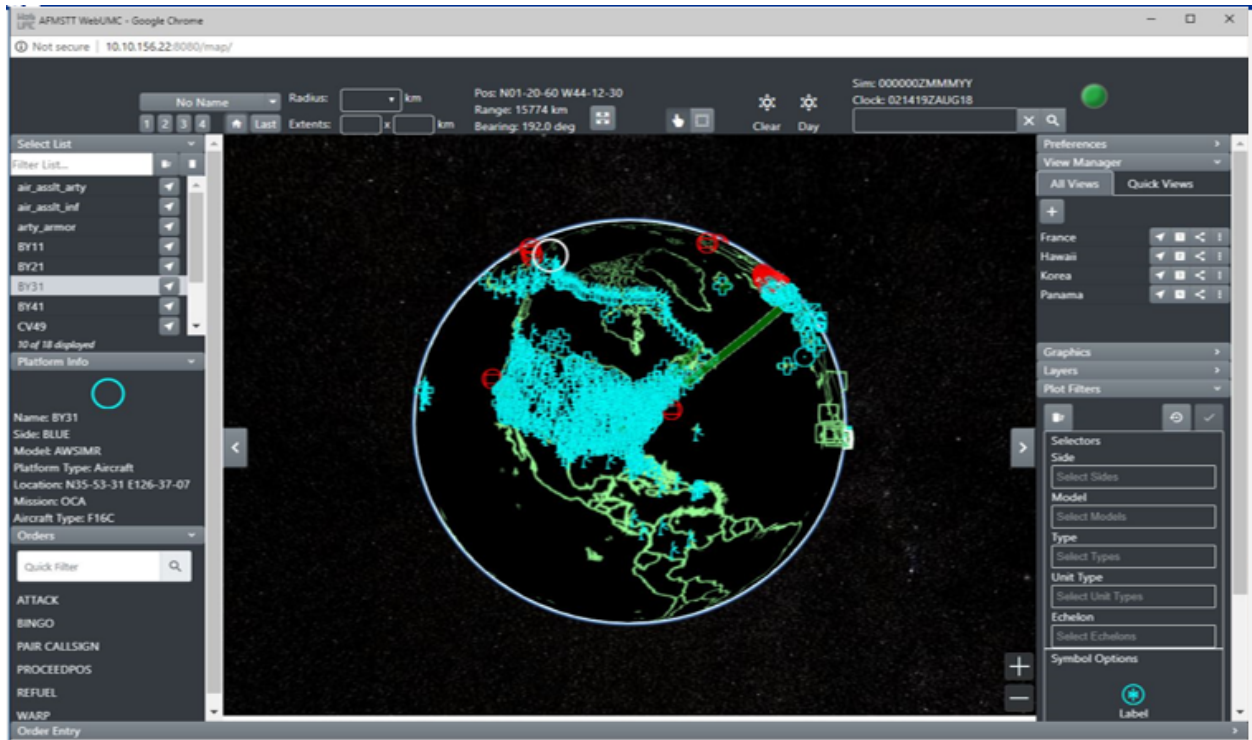 Web UMC AFMSTT WebUMC - Google Chrome
Not secure | 10.10.156.22:8080/map/
No Name
1 2 3 4 Last
Radius: km
Extents: x km
Pos: N01-20-60 W44-12-30
Range: 15774 km
Bearing: 192.0 deg
Clear Day
Sim: 000000ZMMMYY
Clock: 021419ZAUG18
Select List
Filter List...
air_asslt_arty
air_asslt_inf
arty_armor
BY11
BY21
BY31
BY41
CV49
10 of 18 displayed
Platform Info
Name: BY31
Side: BLUE
Model: AWSIMR
Platform Type: Aircraft
Location: N35-53-31 E126-37-07
Mission: OCA
Aircraft Type: F16C
Orders
Quick Filter
ATTACK
BINGO
PAIR CALLSIGN
PROCEEDPOS
REFUEL
WARP
Order Entry
Preferences
View Manager
All Views Quick Views
France
Hawaii
Korea
Panama
Graphics
Layers
Plot Filters
Selectors
Side
Select Sides
Model
Select Models
Type
Select Types
Unit Type
Select Unit Types
Echelon
Select Echelons
Symbol Options
Label